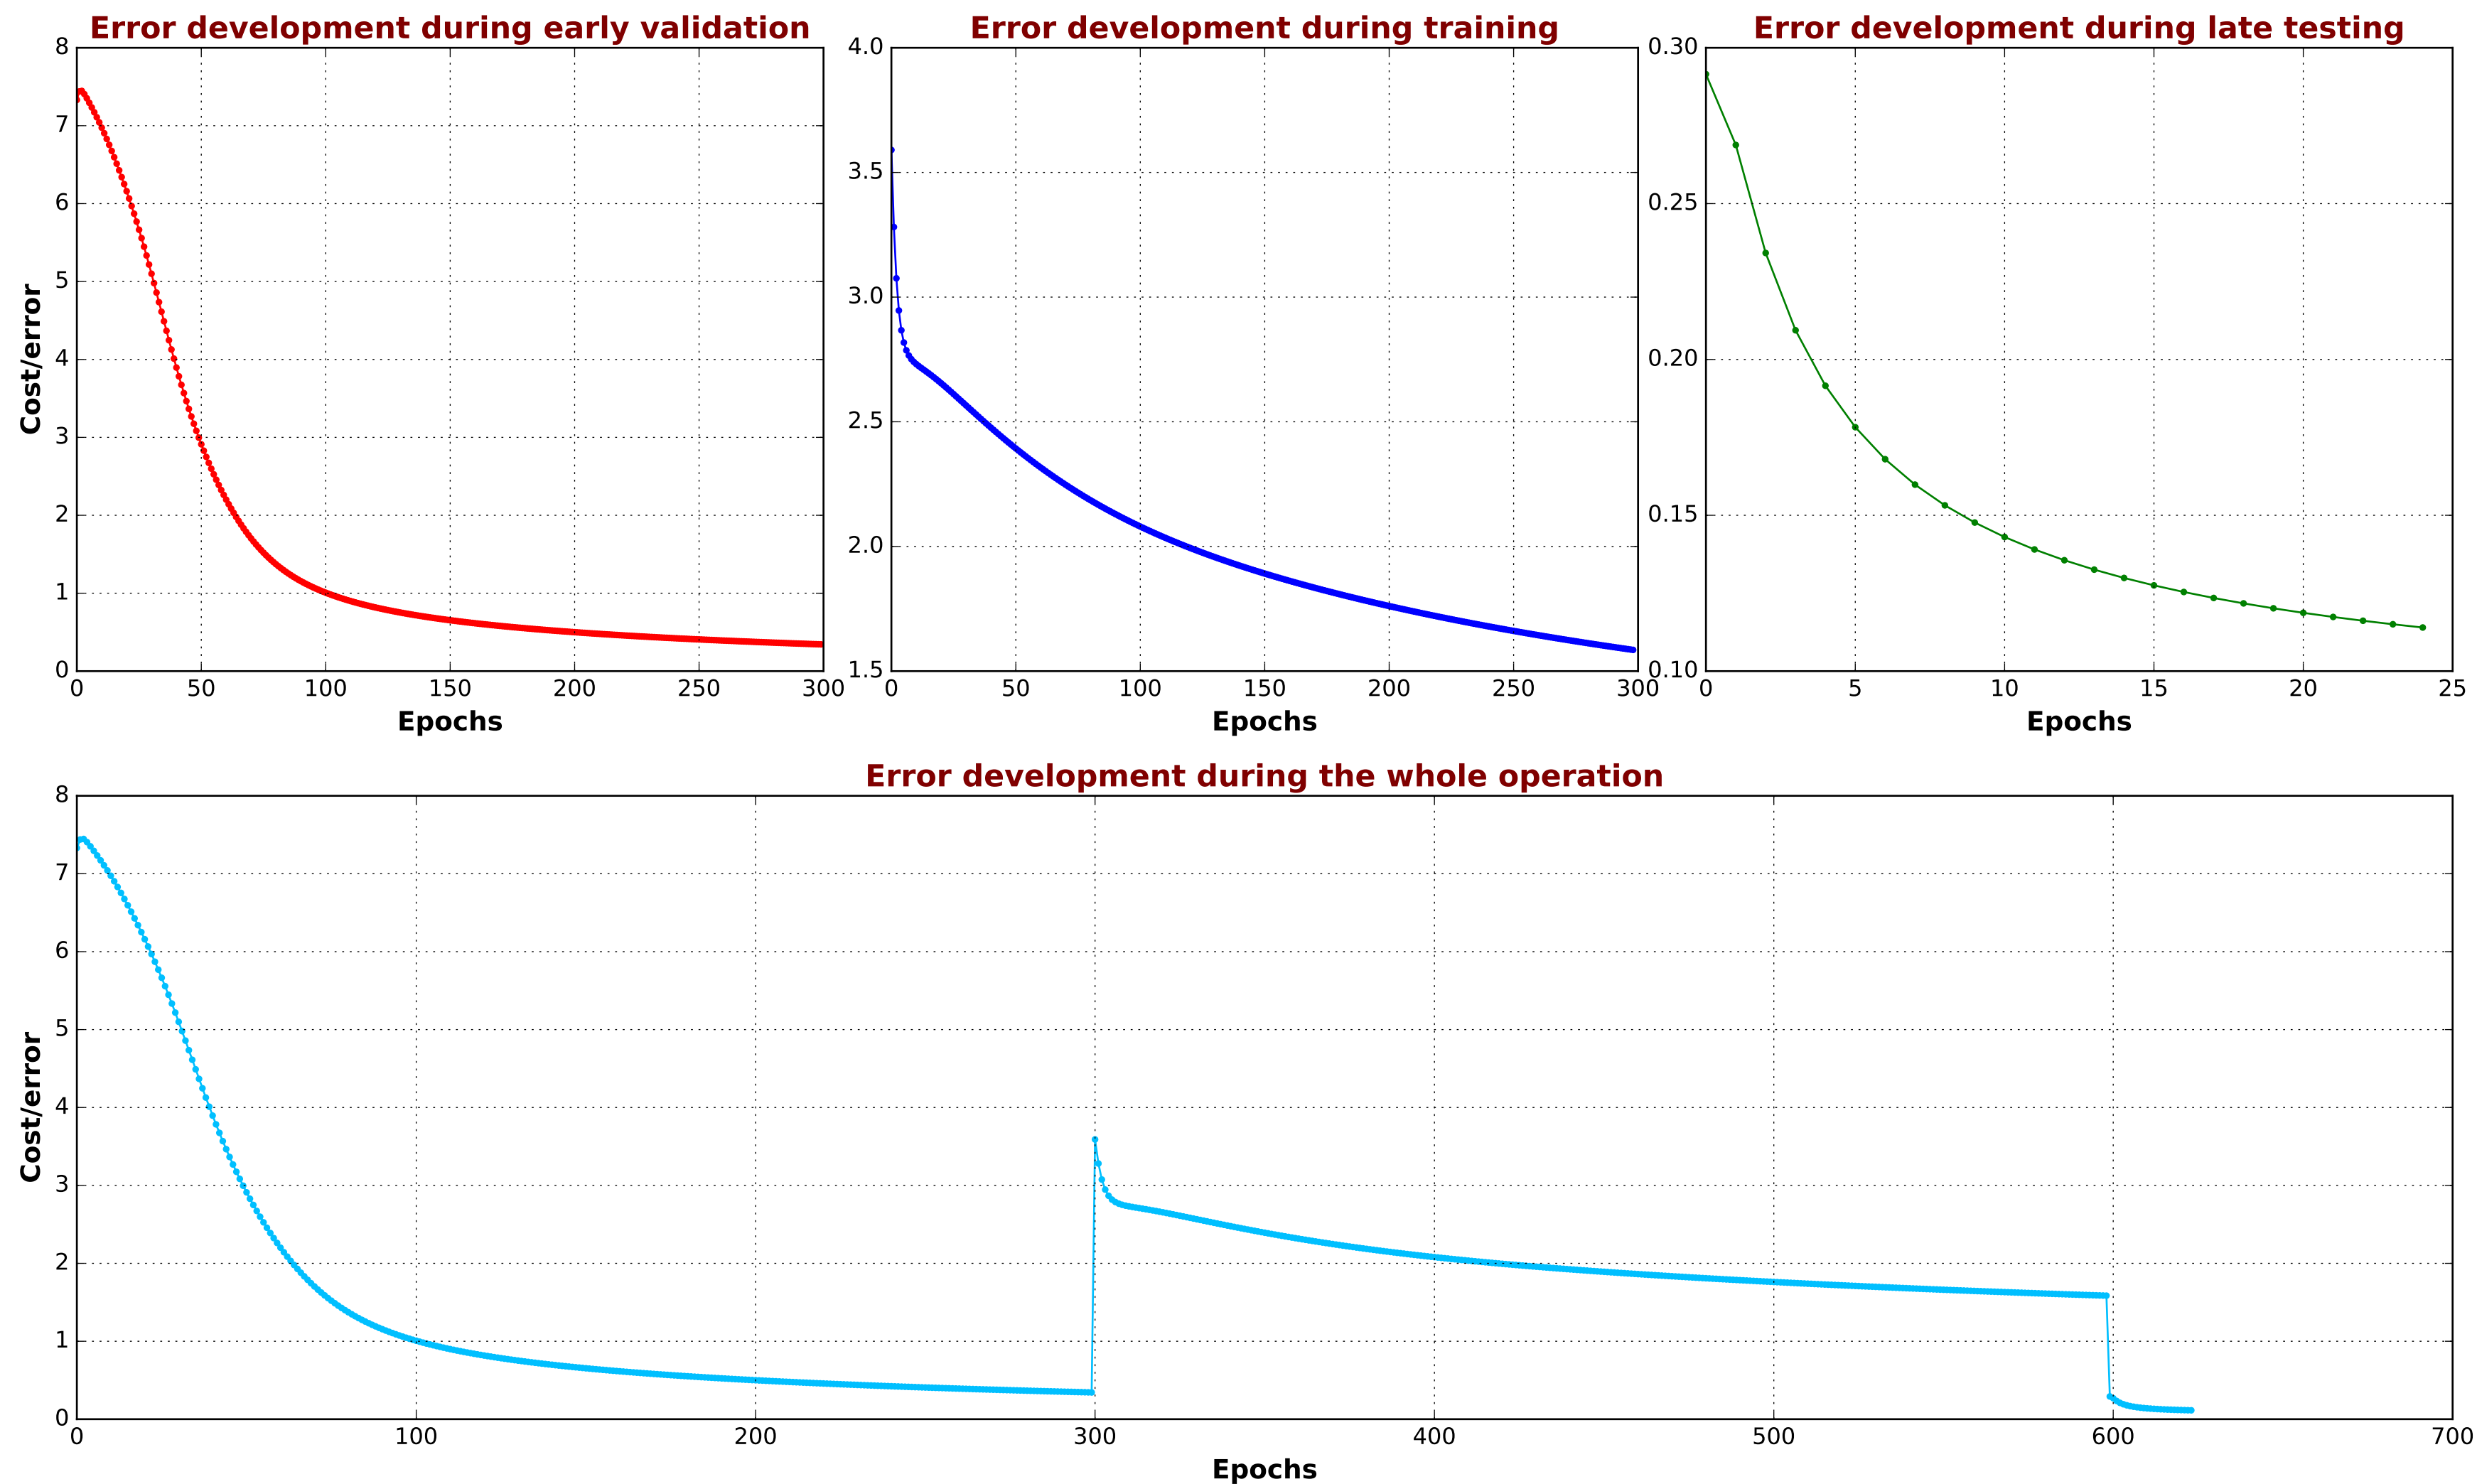 Error development during early validation
Error development during training
Error development during late testing
8
7
6
5
4
3
2
1
0
Cost/error
0 50 100 150 200 250 300
Epochs
4.0
3.5
3.0
2.5
2.0
1.5
0 50 100 150 200 250 300
Epochs
0.30
0.25
0.20
0.15
0.10
0 5 10 15 20 25
Epochs
Error development during the whole operation
8
7
6
5
4
3
2
1
0
Cost/error
0 100 200 300 400 500 600 700
Epochs